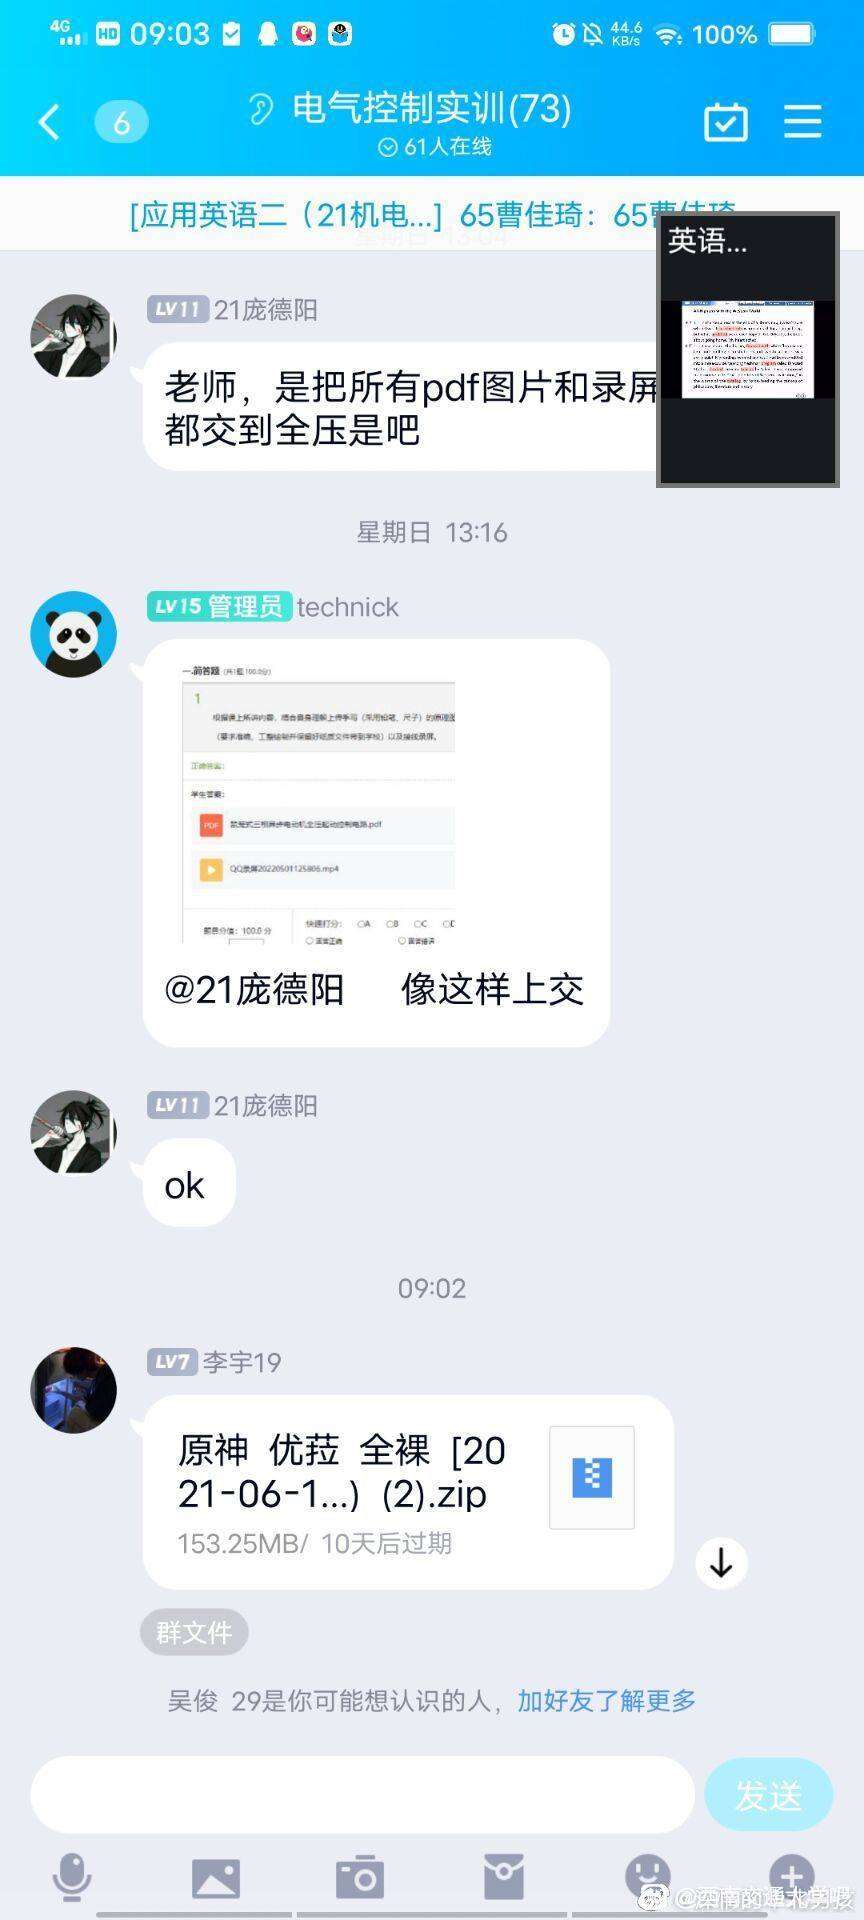 4G HD 09:03 44.6 KB/s 100%
6 电气控制实训(73)
61人在线
[应用英语二（21机电...] 65曹佳琦：65曹佳琦
星期日 13:04
英语...
LV11 21庞德阳
老师，是把所有pdf图片和录屏
都交到全压是吧
星期日 13:16
LV15 管理员 technick
一.简答题 (共1题 100.0分)
1
根据课上所讲内容，结合自身理解上传手写（采用铅笔、尺子）的原理图
（要求准确、工整绘制并保留好纸质文件带到学校）以及接线录屏。
正确答案：
学生答案：
PDF 鼠笼式三相异步电动机全压起动控制电路.pdf
QQ录屏20220501125806.mp4
题目分值：100.0 分 快速打分： A B C D
回答正确 回答错误
@21庞德阳 像这样上交
LV11 21庞德阳
ok
09:02
LV7 李宇19
原神 优菈 全裸 [20
21-06-1...) (2).zip
153.25MB/ 10天后过期
群文件
吴俊 29是你可能想认识的人，加好友了解更多
发送